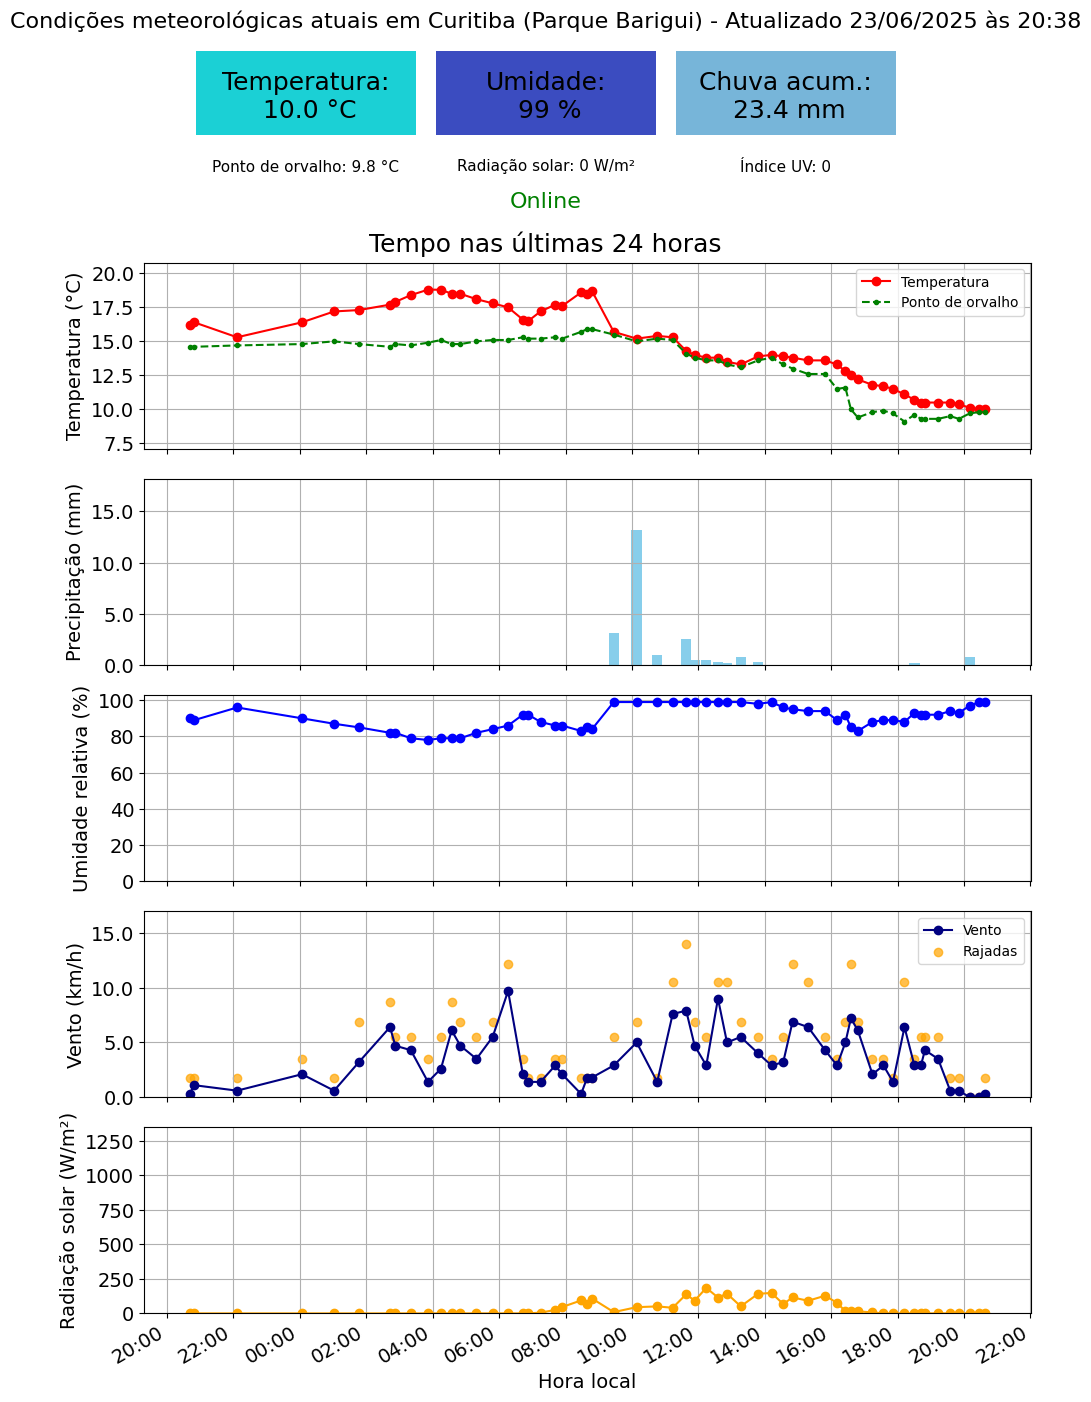 Condições meteorológicas atuais em Curitiba (Parque Barigui) - Atualizado 23/06/2025 às 20:38
Temperatura:
10.0 °C
Umidade:
99 %
Chuva acum.:
23.4 mm
Ponto de orvalho: 9.8 °C
Radiação solar: 0 W/m²
Índice UV: 0
Online
Tempo nas últimas 24 horas
Temperatura (°C)
20.0
17.5
15.0
12.5
10.0
7.5
Temperatura
Ponto de orvalho
Precipitação (mm)
15.0
10.0
5.0
0.0
Umidade relativa (%)
100
80
60
40
20
0
Vento (km/h)
15.0
10.0
5.0
0.0
Vento
Rajadas
Radiação solar (W/m²)
1250
1000
750
500
250
0
20:00
22:00
00:00
02:00
04:00
06:00
08:00
10:00
12:00
14:00
16:00
18:00
20:00
22:00
Hora local